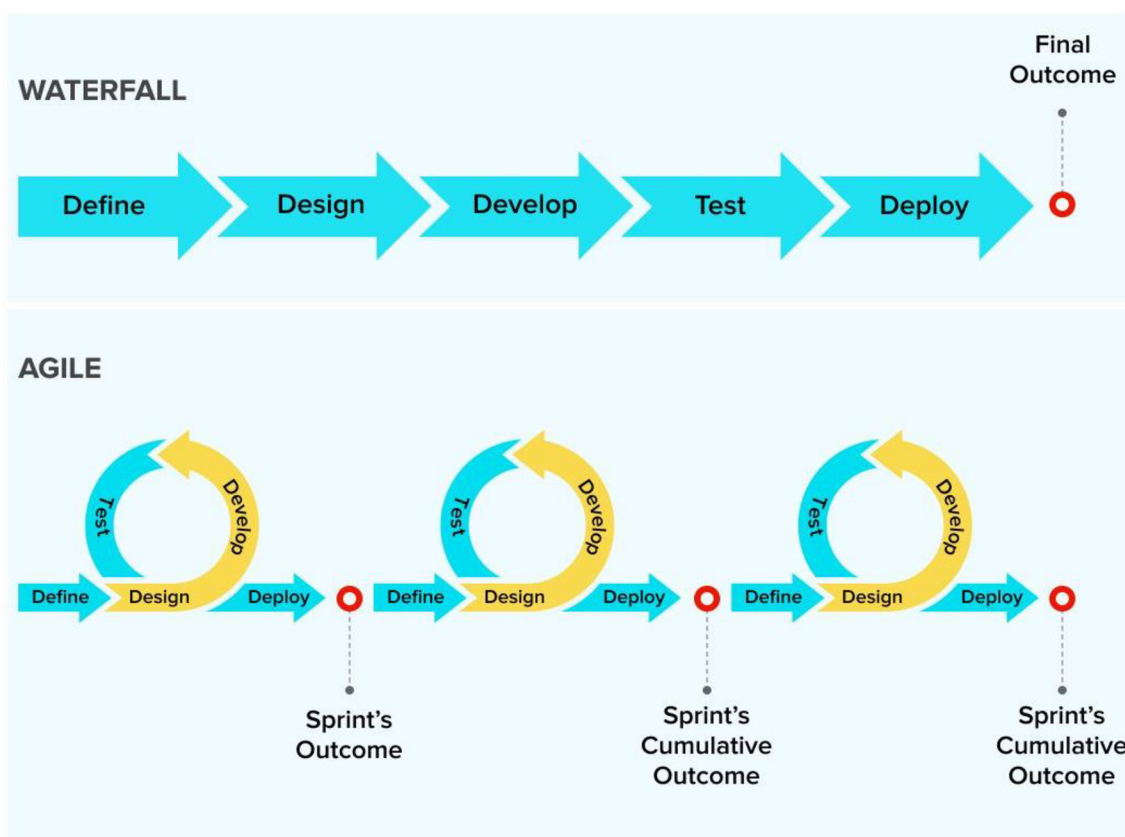 Final
Outcome
WATERFALL
Define
Design
Develop
Test
Deploy
AGILE
Test
Develop
Define
Design
Deploy
Test
Develop
Define
Design
Deploy
Test
Develop
Define
Design
Deploy
Sprint's
Outcome
Sprint's
Cumulative
Outcome
Sprint's
Cumulative
Outcome